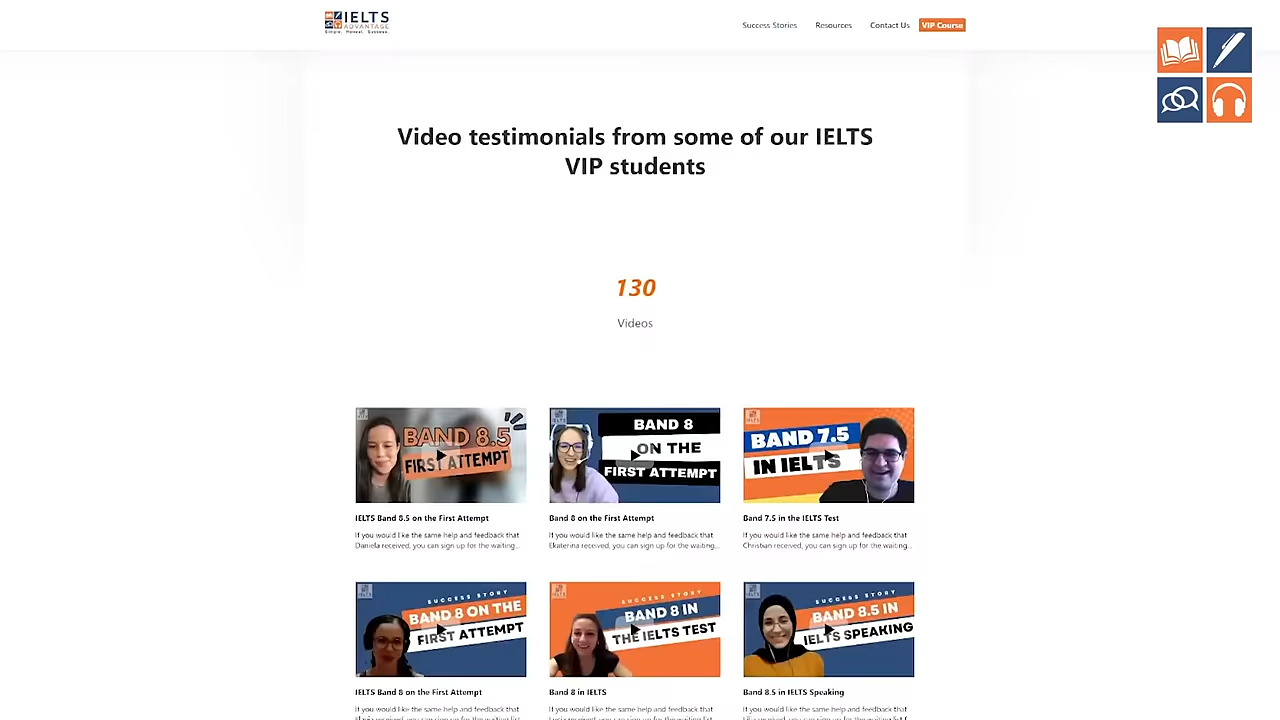 IELTS
ADVANTAGE
Simple. Honest. Success.
Success Stories
Resources
Contact Us
VIP Course
Video testimonials from some of our IELTS
VIP students
130
Videos
BAND 8.5
FIRST ATTEMPT
BAND 8
ON THE
FIRST ATTEMPT
BAND 7.5
IN IELTS
IELTS Band 8.5 on the First Attempt
If you would like the same help and feedback that
Daniela received, you can sign up for the waiting...
Band 8 on the First Attempt
If you would like the same help and feedback that
Ekaterina received, you can sign up for the waiting...
Band 7.5 in the IELTS Test
If you would like the same help and feedback that
Christian received, you can sign up for the waiting...
SUCCESS STORY
BAND 8 ON THE
FIRST ATTEMPT
SUCCESS STORY
BAND 8 IN
THE IELTS TEST
SUCCESS STORY
BAND 8.5 IN
IELTS SPEAKING
IELTS Band 8 on the First Attempt
If you would like the same help and feedback that
Band 8 in IELTS
If you would like the same help and feedback that
Band 8.5 in IELTS Speaking
If you would like the same help and feedback that